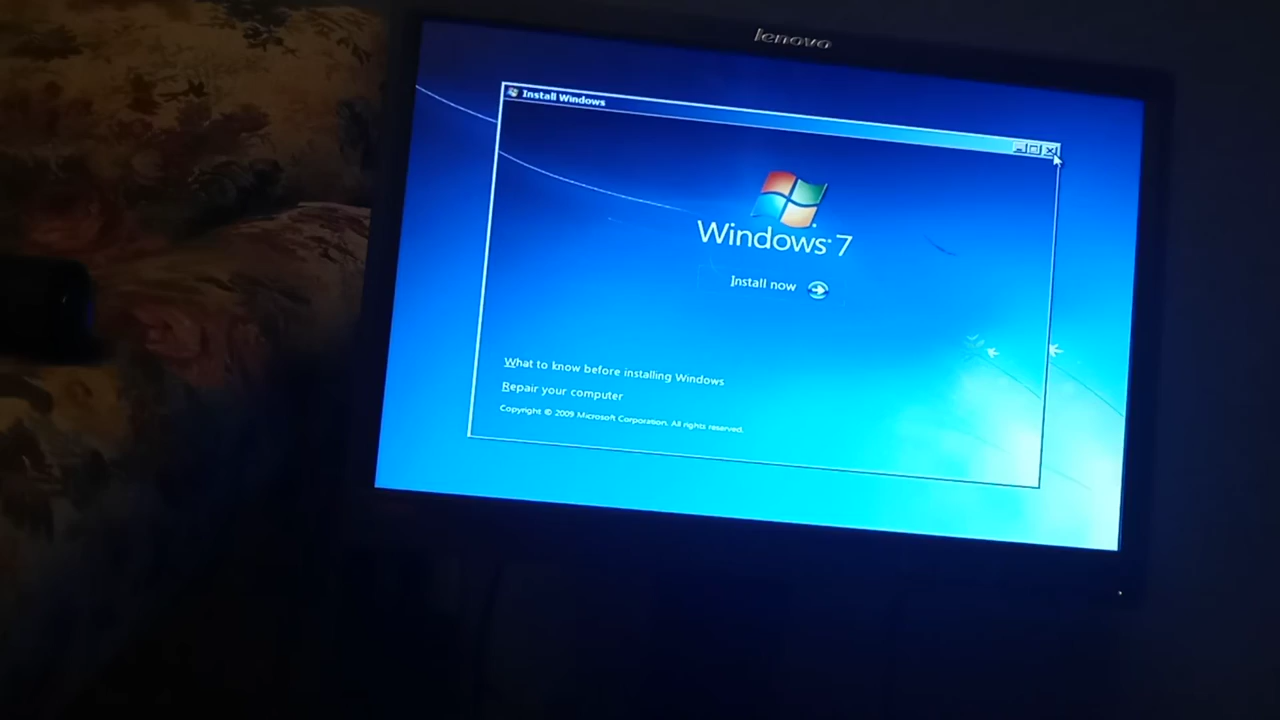 lenovo
Install Windows
Windows 7
Install now
What to know before installing Windows
Repair your computer
Copyright © 2009 Microsoft Corporation. All rights reserved.